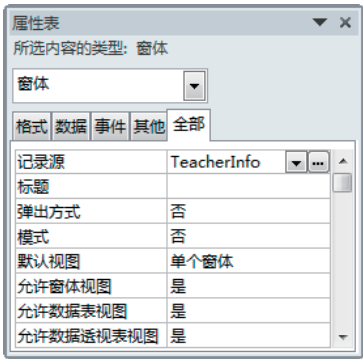 属性表
所选内容的类型: 窗体
窗体
格式 数据 事件 其他 全部
记录源 TeacherInfo
标题
弹出方式 否
模式 否
默认视图 单个窗体
允许窗体视图 是
允许数据表视图 是
允许数据透视表视图 是